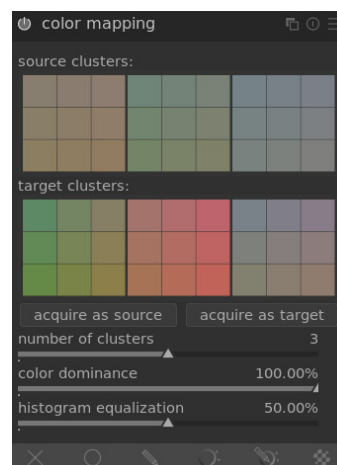 color mapping
source clusters:
target clusters:
acquire as source acquire as target
number of clusters 3
color dominance 100.00%
histogram equalization 50.00%